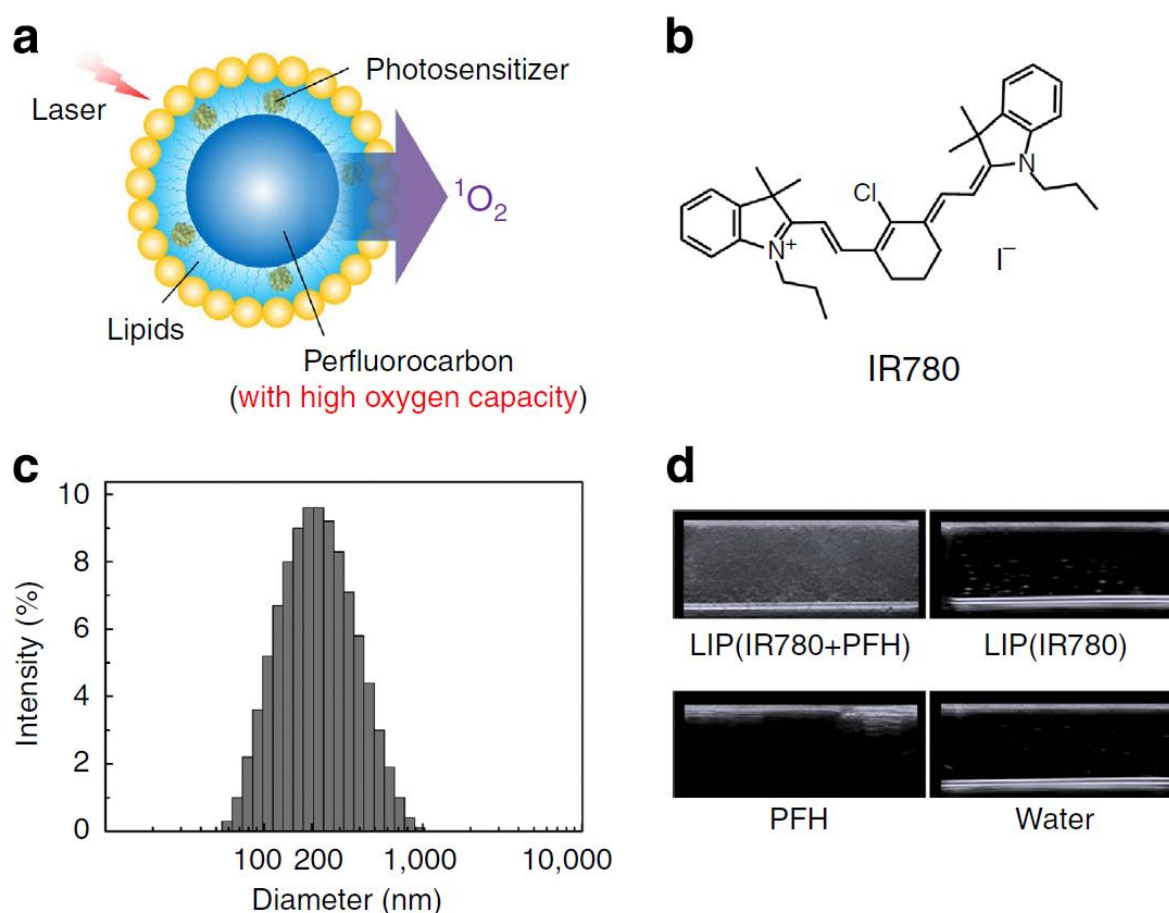 a
Photosensitizer
Laser
¹O₂
Lipids
Perfluorocarbon
(with high oxygen capacity)
b
N
Cl
N⁺
I⁻
IR780
c
10
8
6
4
2
0
Intensity (%)
100 200 1,000 10,000
Diameter (nm)
d
LIP(IR780+PFH) LIP(IR780)
PFH Water